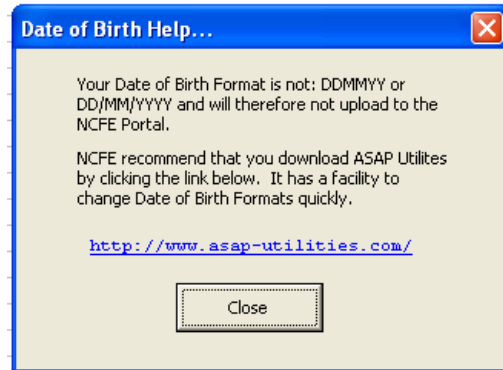 Date of Birth Help...
Your Date of Birth Format is not: DDMMYY or
DD/MM/YYYY and will therefore not upload to the
NCFE Portal.
NCFE recommend that you download ASAP Utilites
by clicking the link below. It has a facility to
change Date of Birth Formats quickly.
http://www.asap-utilities.com/
Close